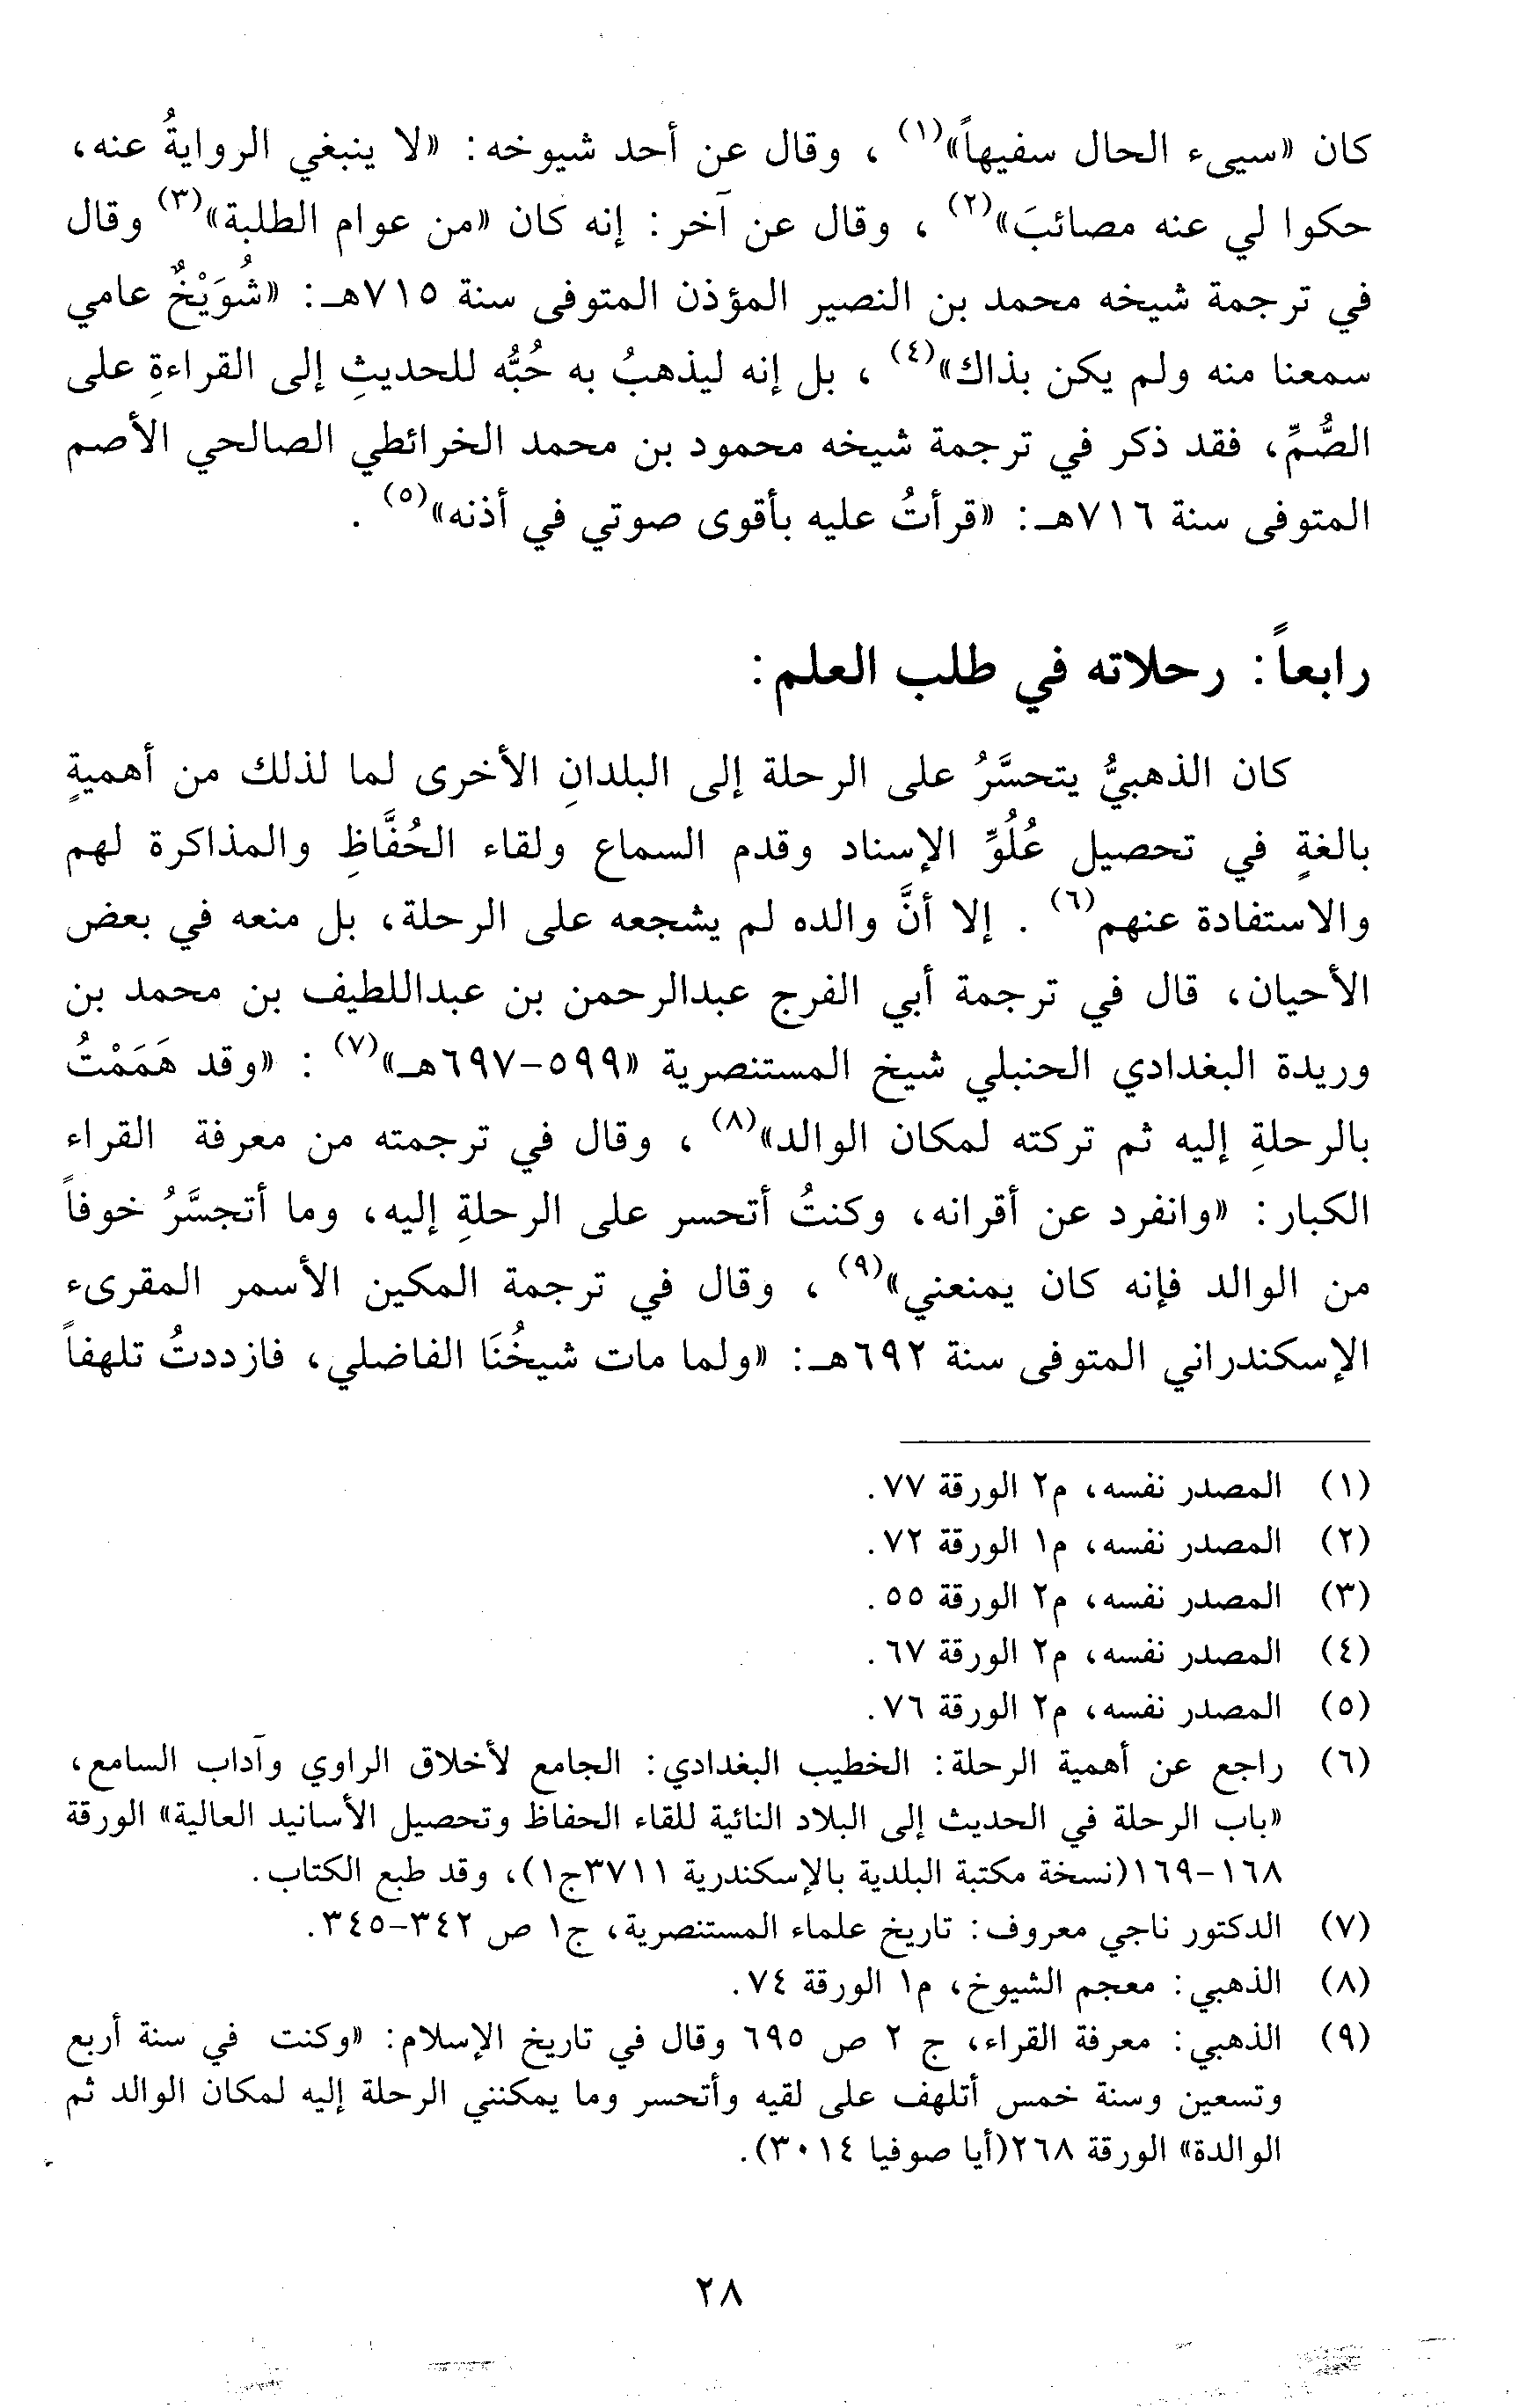 كان «سيىء الحال سفيهاً»(١) ، وقال عن أحد شيوخه: «لا ينبغي الروايةُ عنه،
حكوا لي عنه مصائبَ»(٢) ، وقال عن آخر: إنه كان «من عوام الطلبة»(٣) وقال
في ترجمة شيخه محمد بن النصير المؤذن المتوفى سنة ٧١٥هـ: «شُوَيْخٌ عامي
سمعنا منه ولم يكن بذاك»(٤) ، بل إنه ليذهبُ به حُبُّه للحديثِ إلى القراءةِ على
الصُّمِّ، فقد ذكر في ترجمة شيخه محمود بن محمد الخرائطي الصالحي الأصم
المتوفى سنة ٧١٦هـ: «قرأتُ عليه بأقوى صوتي في أذنه»(٥) .
رابعاً: رحلاته في طلب العلم:
كان الذهبيُّ يتحسَّرُ على الرحلة إلى البلدانِ الأخرى لما لذلك من أهميةٍ
بالغةٍ في تحصيل عُلُوِّ الإسناد وقدم السماع ولقاء الحُفَّاظِ والمذاكرة لهم
والاستفادة عنهم(٦) . إلا أنَّ والده لم يشجعه على الرحلة، بل منعه في بعض
الأحيان، قال في ترجمة أبي الفرج عبدالرحمن بن عبداللطيف بن محمد بن
وريدة البغدادي الحنبلي شيخ المستنصرية «٥٩٩-٦٩٧هـ»(٧) : «وقد هَمَمْتُ
بالرحلةِ إليه ثم تركته لمكان الوالد»(٨) ، وقال في ترجمته من معرفة القراء
الكبار: «وانفرد عن أقرانه، وكنتُ أتحسر على الرحلةِ إليه، وما أتجسَّرُ خوفاً
من الوالد فإنه كان يمنعني»(٩) ، وقال في ترجمة المكين الأسمر المقرىء
الإسكندراني المتوفى سنة ٦٩٢هـ: «ولما مات شيخُنَا الفاضلي، فازددتُ تلهفاً
(١) المصدر نفسه، م٢ الورقة ٧٧.
(٢) المصدر نفسه، م١ الورقة ٧٢.
(٣) المصدر نفسه، م٢ الورقة ٥٥.
(٤) المصدر نفسه، م٢ الورقة ٦٧.
(٥) المصدر نفسه، م٢ الورقة ٧٦.
(٦) راجع عن أهمية الرحلة: الخطيب البغدادي: الجامع لأخلاق الراوي وآداب السامع،
«باب الرحلة في الحديث إلى البلاد النائية للقاء الحفاظ وتحصيل الأسانيد العالية» الورقة
١٦٨-١٦٩(نسخة مكتبة البلدية بالإسكندرية ٣٧١١ج١)، وقد طبع الكتاب.
(٧) الدكتور ناجي معروف: تاريخ علماء المستنصرية، ج١ ص ٣٤٢-٣٤٥.
(٨) الذهبي: معجم الشيوخ، م١ الورقة ٧٤.
(٩) الذهبي: معرفة القراء، ج ٢ ص ٦٩٥ وقال في تاريخ الإسلام: «وكنت في سنة أربع
وتسعين وسنة خمس أتلهف على لقيه وأتحسر وما يمكنني الرحلة إليه لمكان الوالد ثم
الوالدة» الورقة ٢٦٨(أيا صوفيا ٣٠١٤).
٢٨